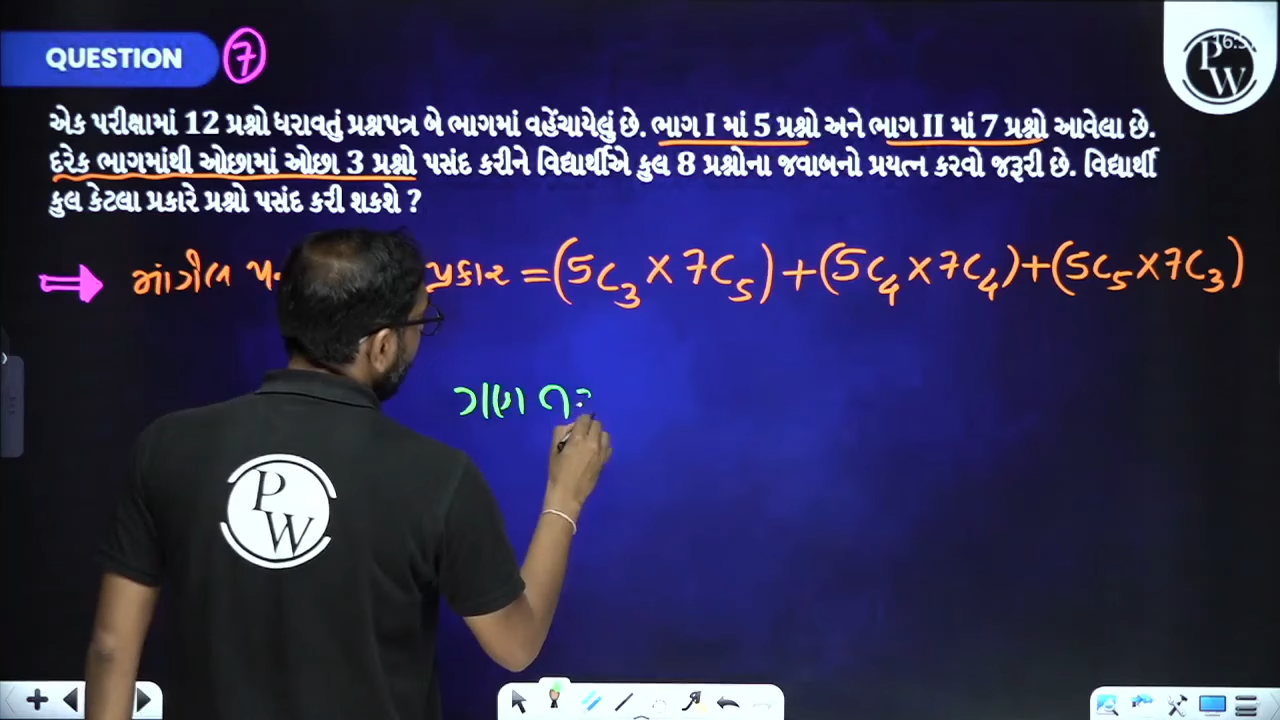 QUESTION 7
એક પરીક્ષામાં 12 પ્રશ્નો ધરાવતું પ્રશ્નપત્ર બે ભાગમાં વહેંચાયેલું છે. ભાગ I માં 5 પ્રશ્નો અને ભાગ II માં 7 પ્રશ્નો આવેલા છે.
દરેક ભાગમાંથી ઓછામાં ઓછા 3 પ્રશ્નો પસંદ કરીને વિદ્યાર્થીએ કુલ 8 પ્રશ્નોના જવાબનો પ્રયત્ન કરવો જરૂરી છે. વિદ્યાર્થી
કુલ કેટલા પ્રકારે પ્રશ્નો પસંદ કરી શકશે ?
માંગેલ પ્રકાર = (5C₃ × 7C₅) + (5C₄ × 7C₄) + (5C₅ × 7C₃)
PW
PW